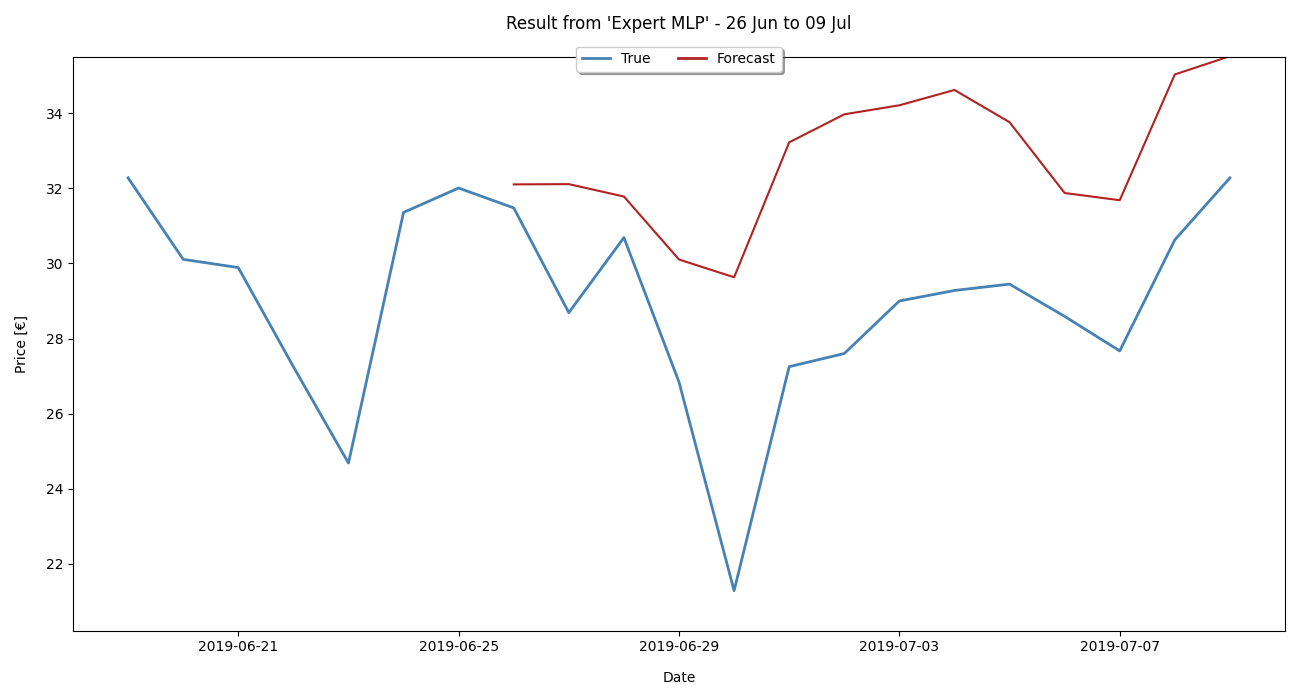 Result from 'Expert MLP' - 26 Jun to 09 Jul
True Forecast
34
32
30
28
26
24
22
Price [€]
2019-06-21 2019-06-25 2019-06-29 2019-07-03 2019-07-07
Date